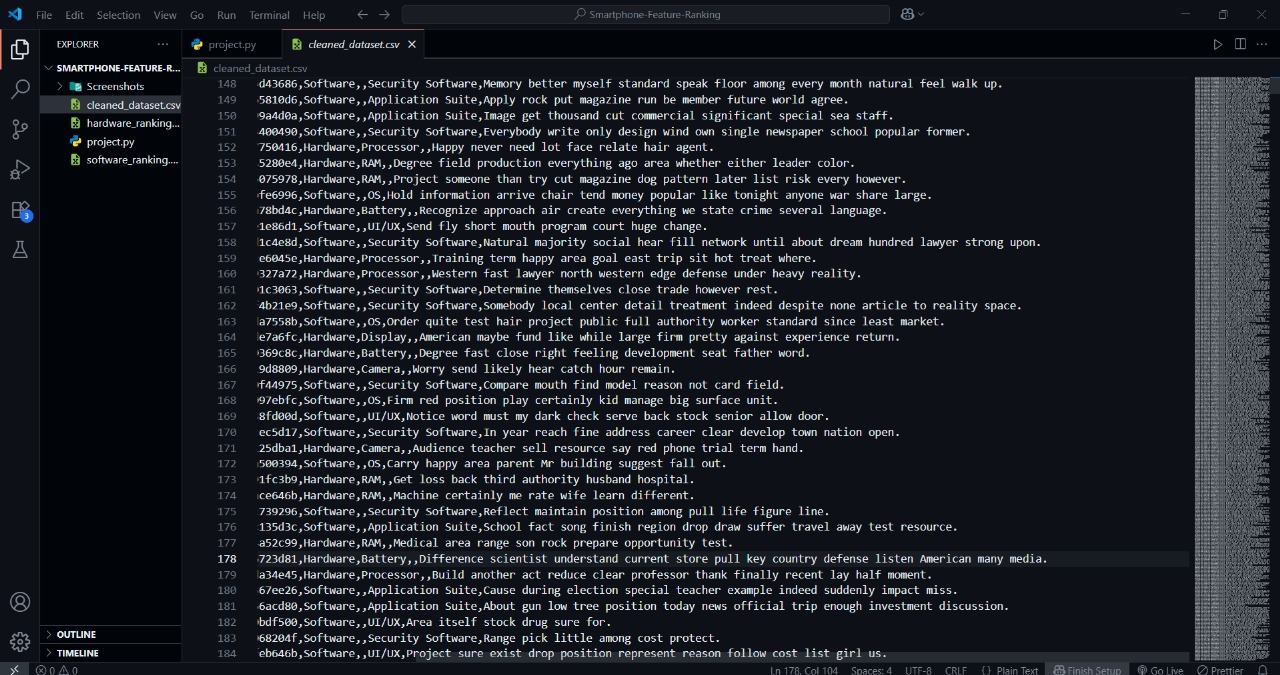 File Edit Selection View Go Run Terminal Help
Smartphone-Feature-Ranking
EXPLORER
SMARTPHONE-FEATURE-R...
Screenshots
cleaned_dataset.csv
hardware_ranking...
project.py
software_ranking....
3
OUTLINE
TIMELINE
project.py
cleaned_dataset.csv
cleaned_dataset.csv
148 d43686,Software,,Security Software,Memory better myself standard speak floor among every month natural feel walk up.
149 5810d6,Software,,Application Suite,Apply rock put magazine run be member future world agree.
150 9a4d0a,Software,,Application Suite,Image get thousand cut commercial significant special sea staff.
151 400490,Software,,Security Software,Everybody write only design wind own single newspaper school popular former.
152 750416,Hardware,Processor,,Happy never need lot face relate hair agent.
153 5280e4,Hardware,RAM,,Degree field production everything ago area whether either leader color.
154 075978,Hardware,RAM,,Project someone than try cut magazine dog pattern later list risk every however.
155 fe6996,Software,,OS,Hold information arrive chair tend money popular like tonight anyone war share large.
156 78bd4c,Hardware,Battery,,Recognize approach air create everything we state crime several language.
157 1e86d1,Software,,UI/UX,Send fly short mouth program court huge change.
158 1c4e8d,Software,,Security Software,Natural majority social hear fill network until about dream hundred lawyer strong upon.
159 e6045e,Hardware,Processor,,Training term happy area goal east trip sit hot treat where.
160 327a72,Hardware,Processor,,Western fast lawyer north western edge defense under heavy reality.
161 1c3063,Software,,Security Software,Determine themselves close trade however rest.
162 4b21e9,Software,,Security Software,Somebody local center detail treatment indeed despite none article to reality space.
163 a7558b,Software,,OS,Order quite test hair project public full authority worker standard since least market.
164 e7a6fc,Hardware,Display,,American maybe fund like while large firm pretty against experience return.
165 369c8c,Hardware,Battery,,Degree fast close right feeling development seat father word.
166 9d8809,Hardware,Camera,,Worry send likely hear catch hour remain.
167 f44975,Software,,Security Software,Compare mouth find model reason not card field.
168 97ebfc,Software,,OS,Firm red position play certainly kid manage big surface unit.
169 8fd00d,Software,,UI/UX,Notice word must my dark check serve back stock senior allow door.
170 ec5d17,Software,,Security Software,In year reach fine address career clear develop town nation open.
171 25dba1,Hardware,Camera,,Audience teacher sell resource say red phone trial term hand.
172 500394,Software,,OS,Carry happy area parent Mr building suggest fall out.
173 1fc3b9,Hardware,RAM,,Get loss back third authority husband hospital.
174 ce646b,Hardware,RAM,,Machine certainly me rate wife learn different.
175 739296,Software,,Security Software,Reflect maintain position among pull life figure line.
176 135d3c,Software,,Application Suite,School fact song finish region drop draw suffer travel away test resource.
177 a52c99,Hardware,RAM,,Medical area range son rock prepare opportunity test.
178 723d81,Hardware,Battery,,Difference scientist understand current store pull key country defense listen American many media.
179 a34e45,Hardware,Processor,,Build another act reduce clear professor thank finally recent lay half moment.
180 67ee26,Software,,Application Suite,Cause during election special teacher example indeed suddenly impact miss.
181 6acd80,Software,,Application Suite,About gun low tree position today news official trip enough investment discussion.
182 bdf500,Software,,UI/UX,Area itself stock drug sure for.
183 68204f,Software,,Security Software,Range pick little among cost protect.
184 eb646b,Software,,UI/UX,Project sure exist drop position represent reason follow cost list girl us.
0 0 Ln 178, Col 104 Spaces: 4 UTF-8 CRLF {} Plain Text Finish Setup Go Live Prettier